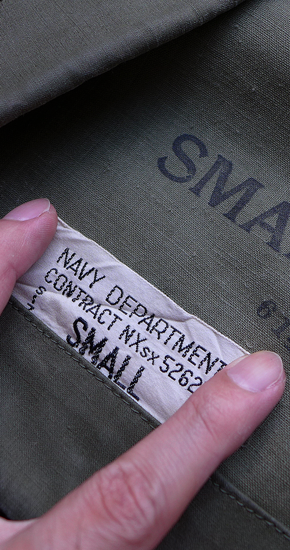 SMA
NAVY DEPARTMENT
CONTRACT NXsx 5262
SMALL